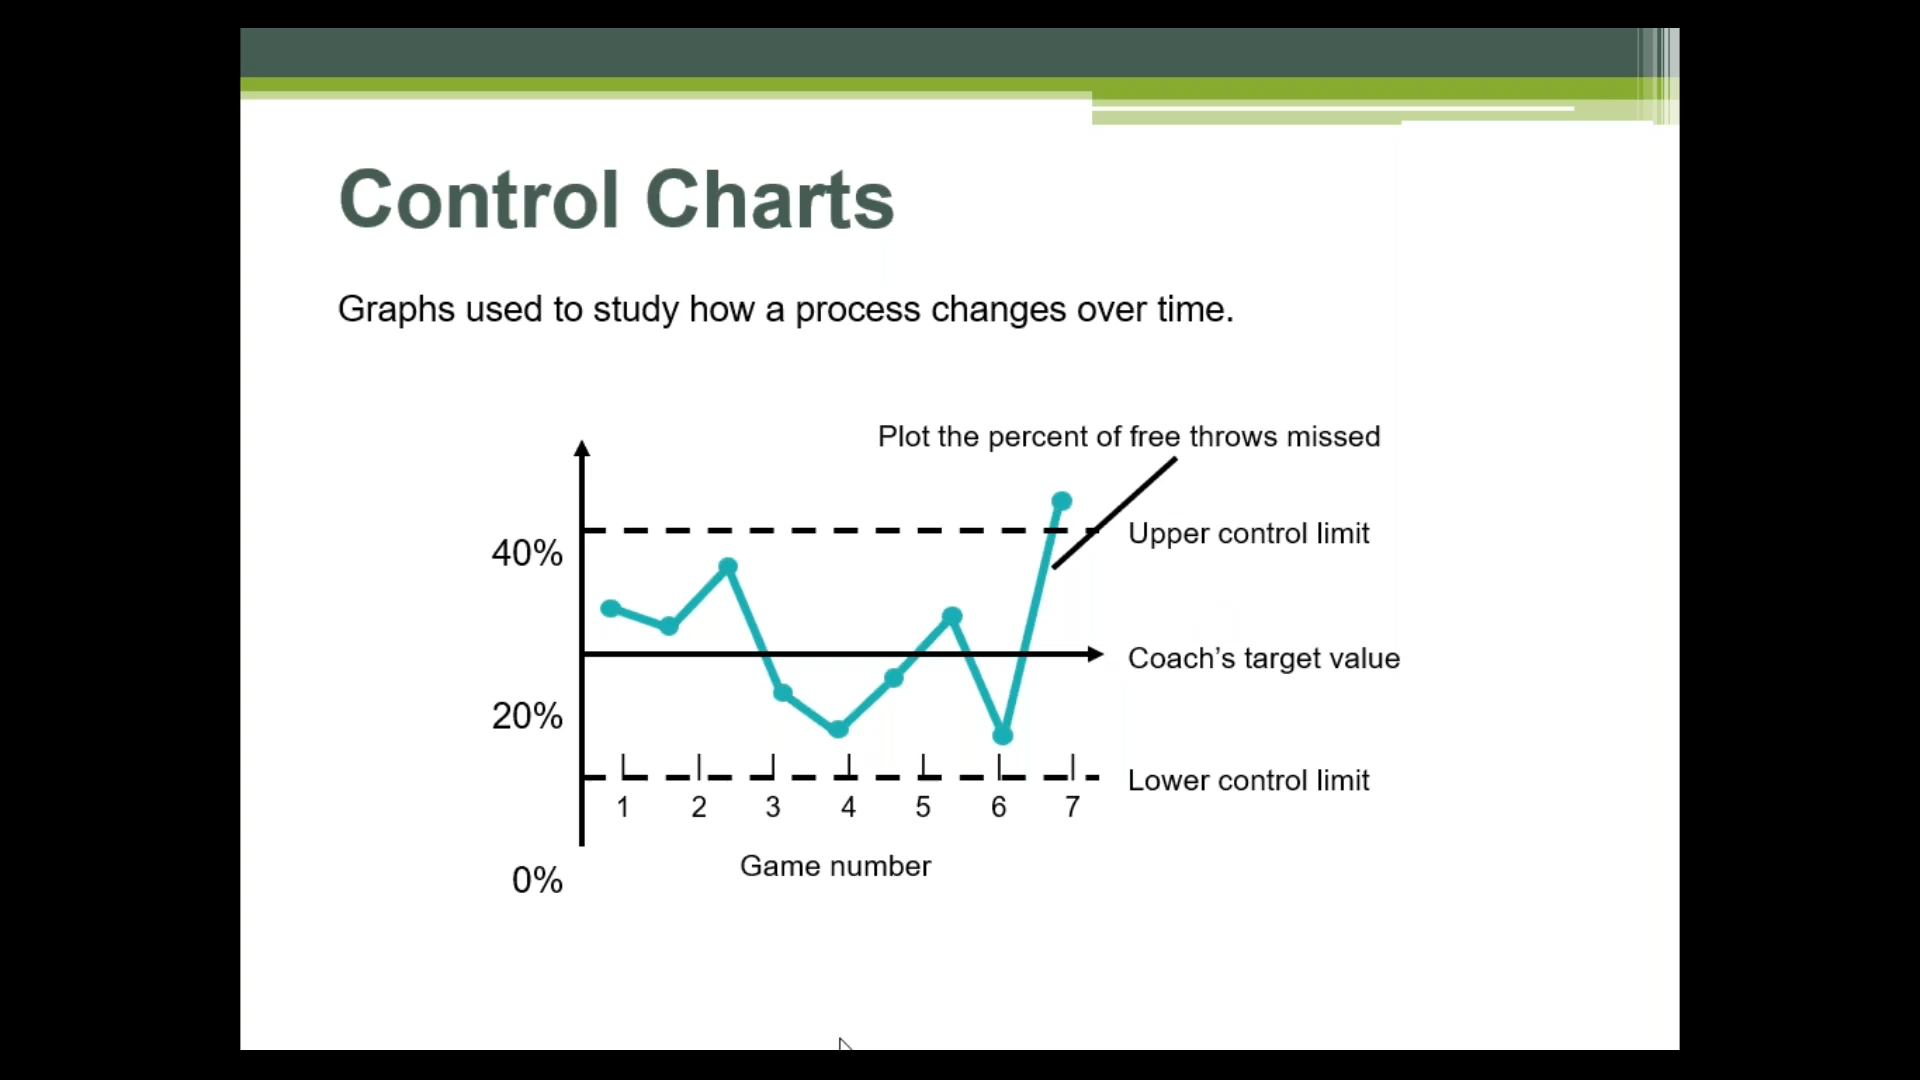 Control Charts
Graphs used to study how a process changes over time.
Plot the percent of free throws missed
Upper control limit
40%
Coach’s target value
20%
Lower control limit
1 2 3 4 5 6 7
Game number
0%